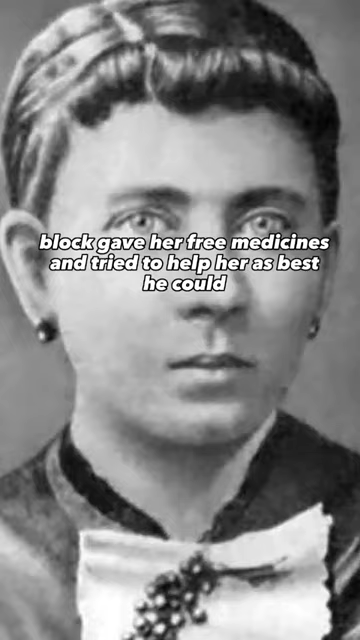 block gave her free medicines
and tried to help her as best
he could